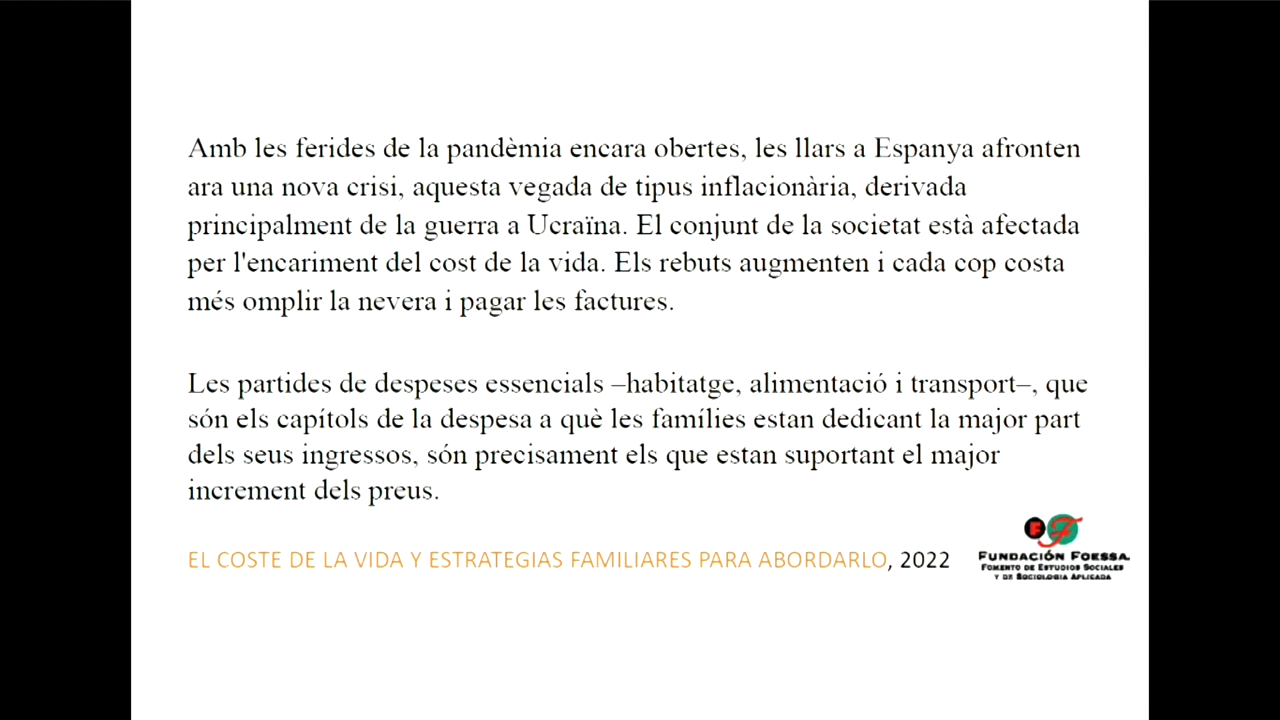 Amb les ferides de la pandèmia encara obertes, les llars a Espanya afronten
ara una nova crisi, aquesta vegada de tipus inflacionària, derivada
principalment de la guerra a Ucraïna. El conjunt de la societat està afectada
per l'encariment del cost de la vida. Els rebuts augmenten i cada cop costa
més omplir la nevera i pagar les factures.
Les partides de despeses essencials –habitatge, alimentació i transport–, que
són els capítols de la despesa a què les famílies estan dedicant la major part
dels seus ingressos, són precisament els que estan suportant el major
increment dels preus.
EL COSTE DE LA VIDA Y ESTRATEGIAS FAMILIARES PARA ABORDARLO, 2022
F F
FUNDACIÓN FOESSA
FOMENTO DE ESTUDIOS SOCIALES
Y DE SOCIOLOGIA APLICADA